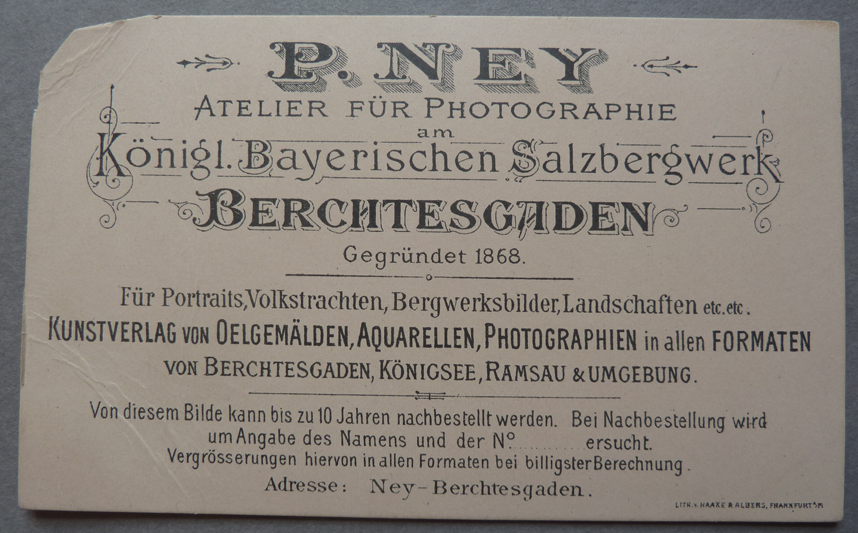 P. NEY
ATELIER FÜR PHOTOGRAPHIE
am
Königl. Bayerischen Salzbergwerk
BERCHTESGADEN
Gegründet 1868.
Für Portraits, Volkstrachten, Bergwerksbilder, Landschaften etc. etc.
KUNSTVERLAG VON OELGEMÄLDEN, AQUARELLEN, PHOTOGRAPHIEN in allen FORMATEN
VON BERCHTESGADEN, KÖNIGSEE, RAMSAU & UMGEBUNG.
Von diesem Bilde kann bis zu 10 Jahren nachbestellt werden. Bei Nachbestellung wird
um Angabe des Namens und der Nº ......... ersucht.
Vergrösserungen hiervon in allen Formaten bei billigster Berechnung.
Adresse: Ney-Berchtesgaden.
LITH. v. HAAKE & ALBERS, FRANKFURT a/M